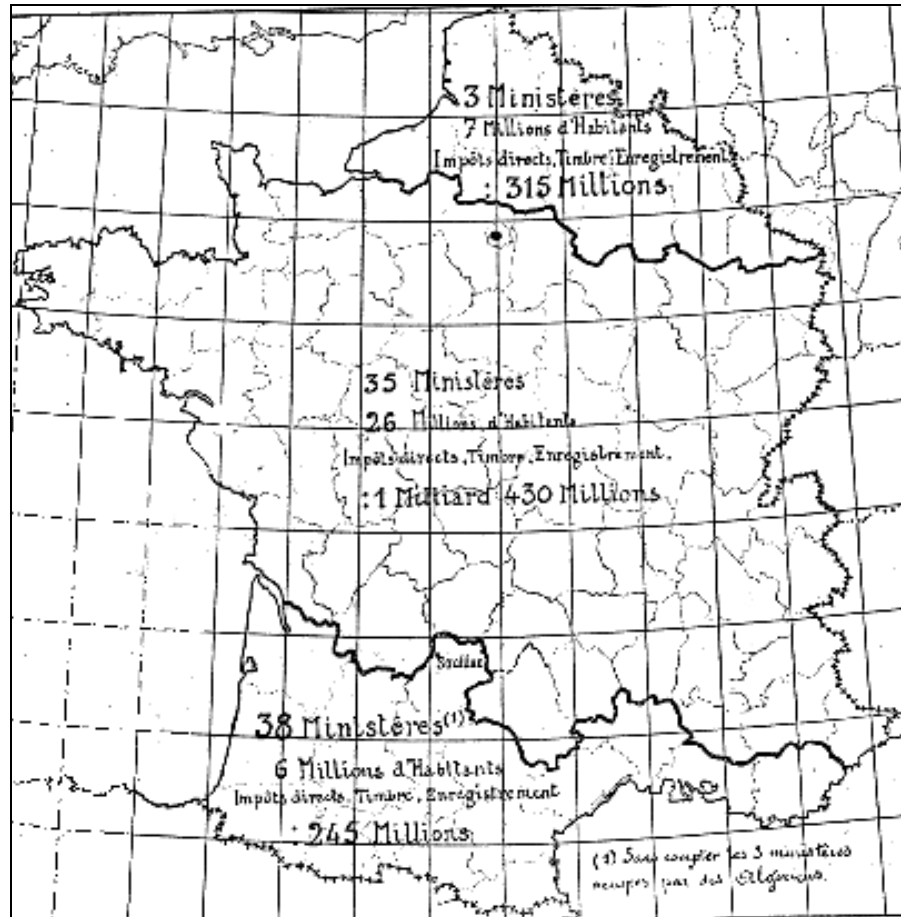 3 Ministères
7 Millions d'Habitants
Impôts directs, Timbre, Enregistrement
: 315 Millions
35 Ministères
26 Millions d'Habitants
Impôts directs, Timbre, Enregistrement.
: 1 Milliard 430 Millions
Souillac
38 Ministères (1)
6 Millions d'Habitants
Impôts directs, Timbre, Enregistrement
: 245 Millions
(1) Sans compter les 3 ministères
occupés par des Algériens.